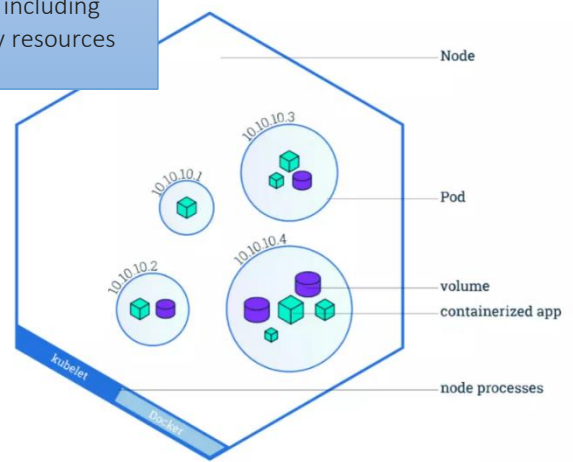 including
y resources
Node
10.10.10.3
10.10.10.1
Pod
10.10.10.4
10.10.10.2
volume
containerized app
kubelet
node processes
Docker